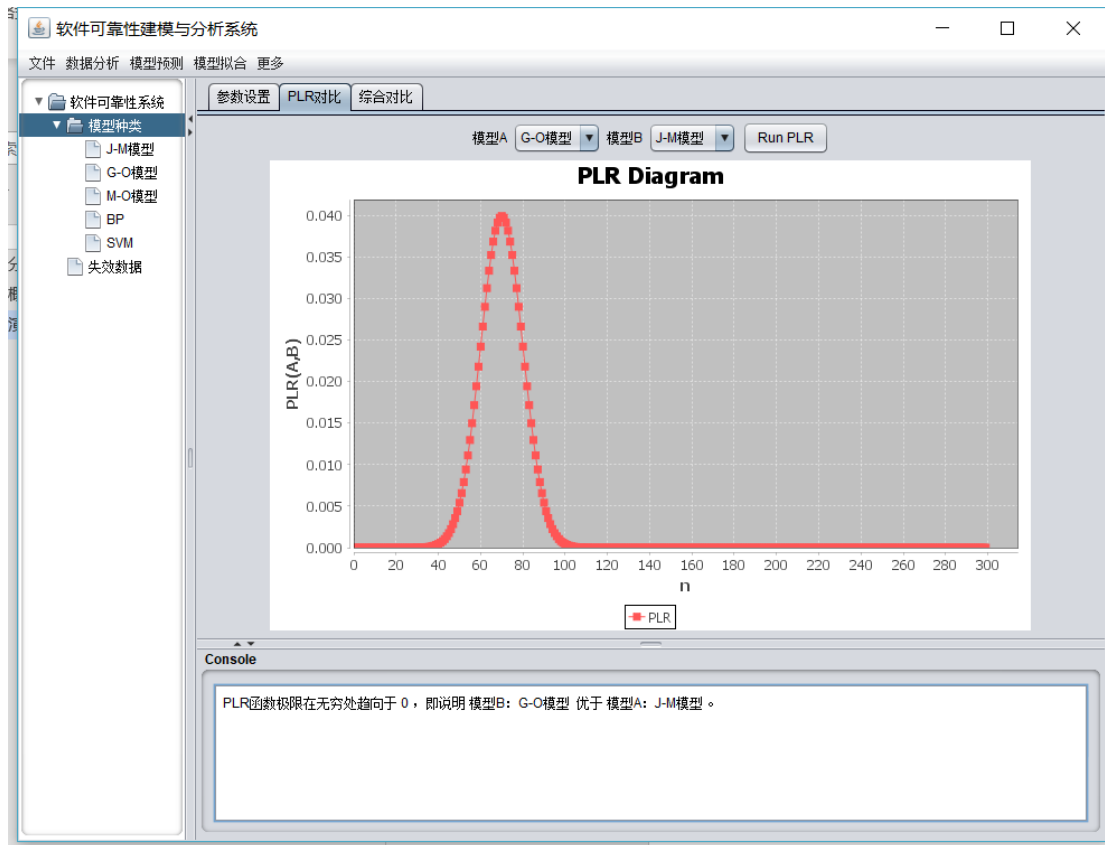 软件可靠性建模与分析系统
文件 数据分析 模型预测 模型拟合 更多
软件可靠性系统
模型种类
J-M模型
G-O模型
M-O模型
BP
SVM
失效数据
参数设置 PLR对比 综合对比
模型A G-O模型 模型B J-M模型 Run PLR
PLR Diagram
PLR(A,B)
0.040
0.035
0.030
0.025
0.020
0.015
0.010
0.005
0.000
0 20 40 60 80 100 120 140 160 180 200 220 240 260 280 300
n
PLR
Console
PLR函数极限在无穷处趋向于 0 ，即说明 模型B：G-O模型 优于 模型A：J-M模型 。